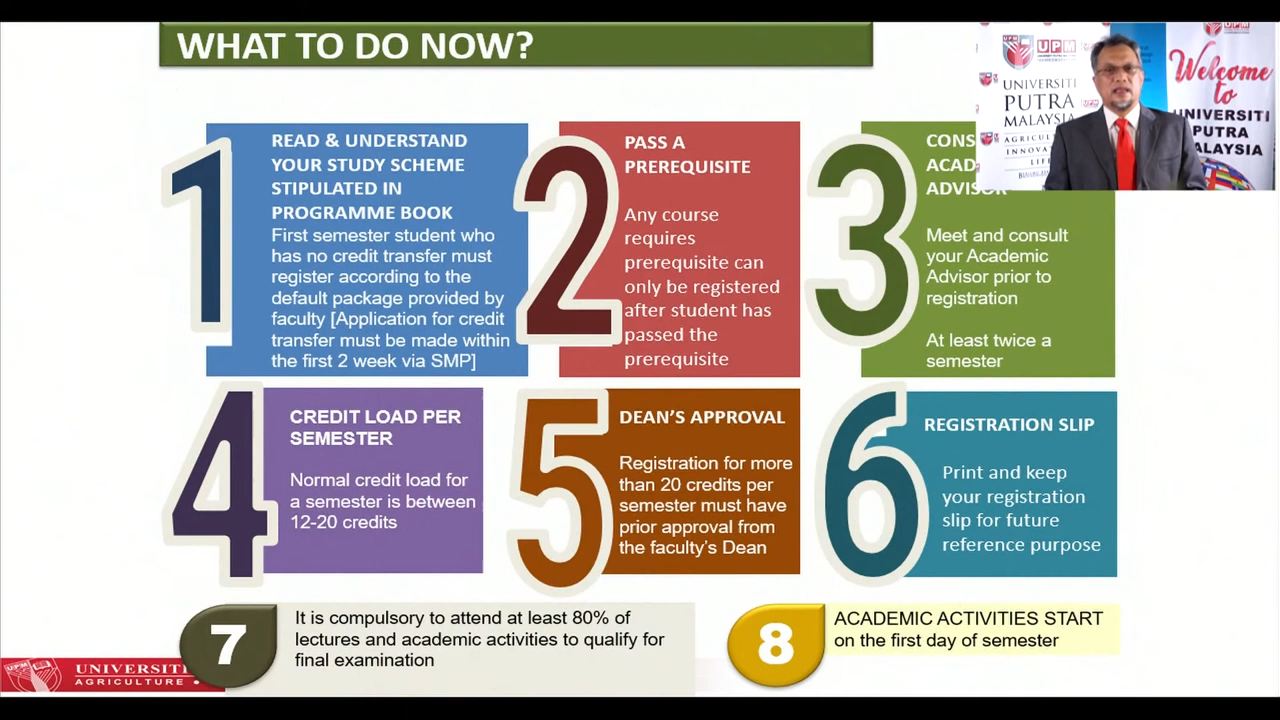 WHAT TO DO NOW?
UPM
UPM
UNIVERSITI
PUTRA
MALAYSIA
Welcome
to
UNIVERSITI
PUTRA
MALAYSIA
1
READ & UNDERSTAND
YOUR STUDY SCHEME
STIPULATED IN
PROGRAMME BOOK
First semester student who
has no credit transfer must
register according to the
default package provided by
faculty [Application for credit
transfer must be made within
the first 2 week via SMP]
2
PASS A
PREREQUISITE
Any course
requires
prerequisite can
only be registered
after student has
passed the
prerequisite
3
CONS
ACAD
ADVISOR
Meet and consult
your Academic
Advisor prior to
registration
At least twice a
semester
4
CREDIT LOAD PER
SEMESTER
Normal credit load for
a semester is between
12-20 credits
5
DEAN'S APPROVAL
Registration for more
than 20 credits per
semester must have
prior approval from
the faculty's Dean
6
REGISTRATION SLIP
Print and keep
your registration
slip for future
reference purpose
7
It is compulsory to attend at least 80% of
lectures and academic activities to qualify for
final examination
8
ACADEMIC ACTIVITIES START
on the first day of semester
UNIVERSITI
AGRICULTURE •